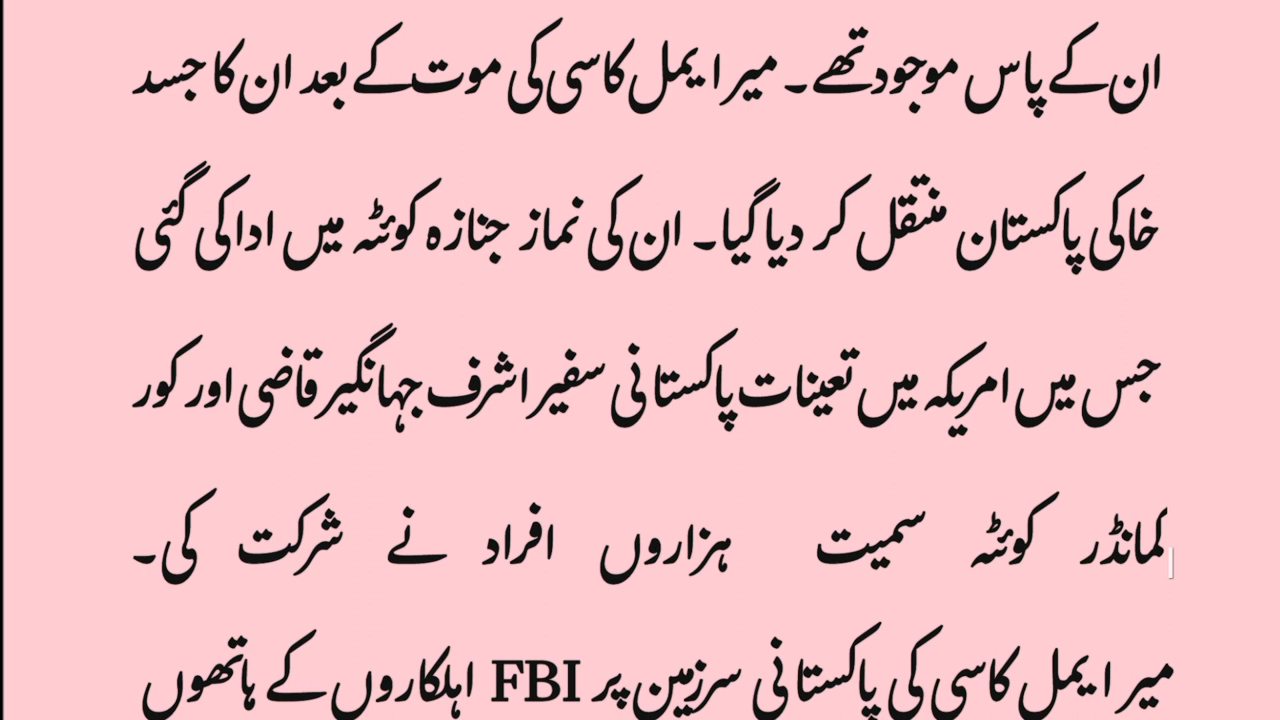 ان کے پاس موجود تھے۔ میر ایمل کاسی کی موت کے بعد ان کا جسد
خاکی پاکستان منتقل کر دیا گیا۔ ان کی نماز جنازہ کوئٹہ میں ادا کی گئی
جس میں امریکہ میں تعینات پاکستانی سفیر اشرف جہانگیر قاضی اور کور
کمانڈر کوئٹہ سمیت ہزاروں افراد نے شرکت کی۔
میر ایمل کاسی کی پاکستانی سرزمین پر FBI اہلکاروں کے ہاتھوں